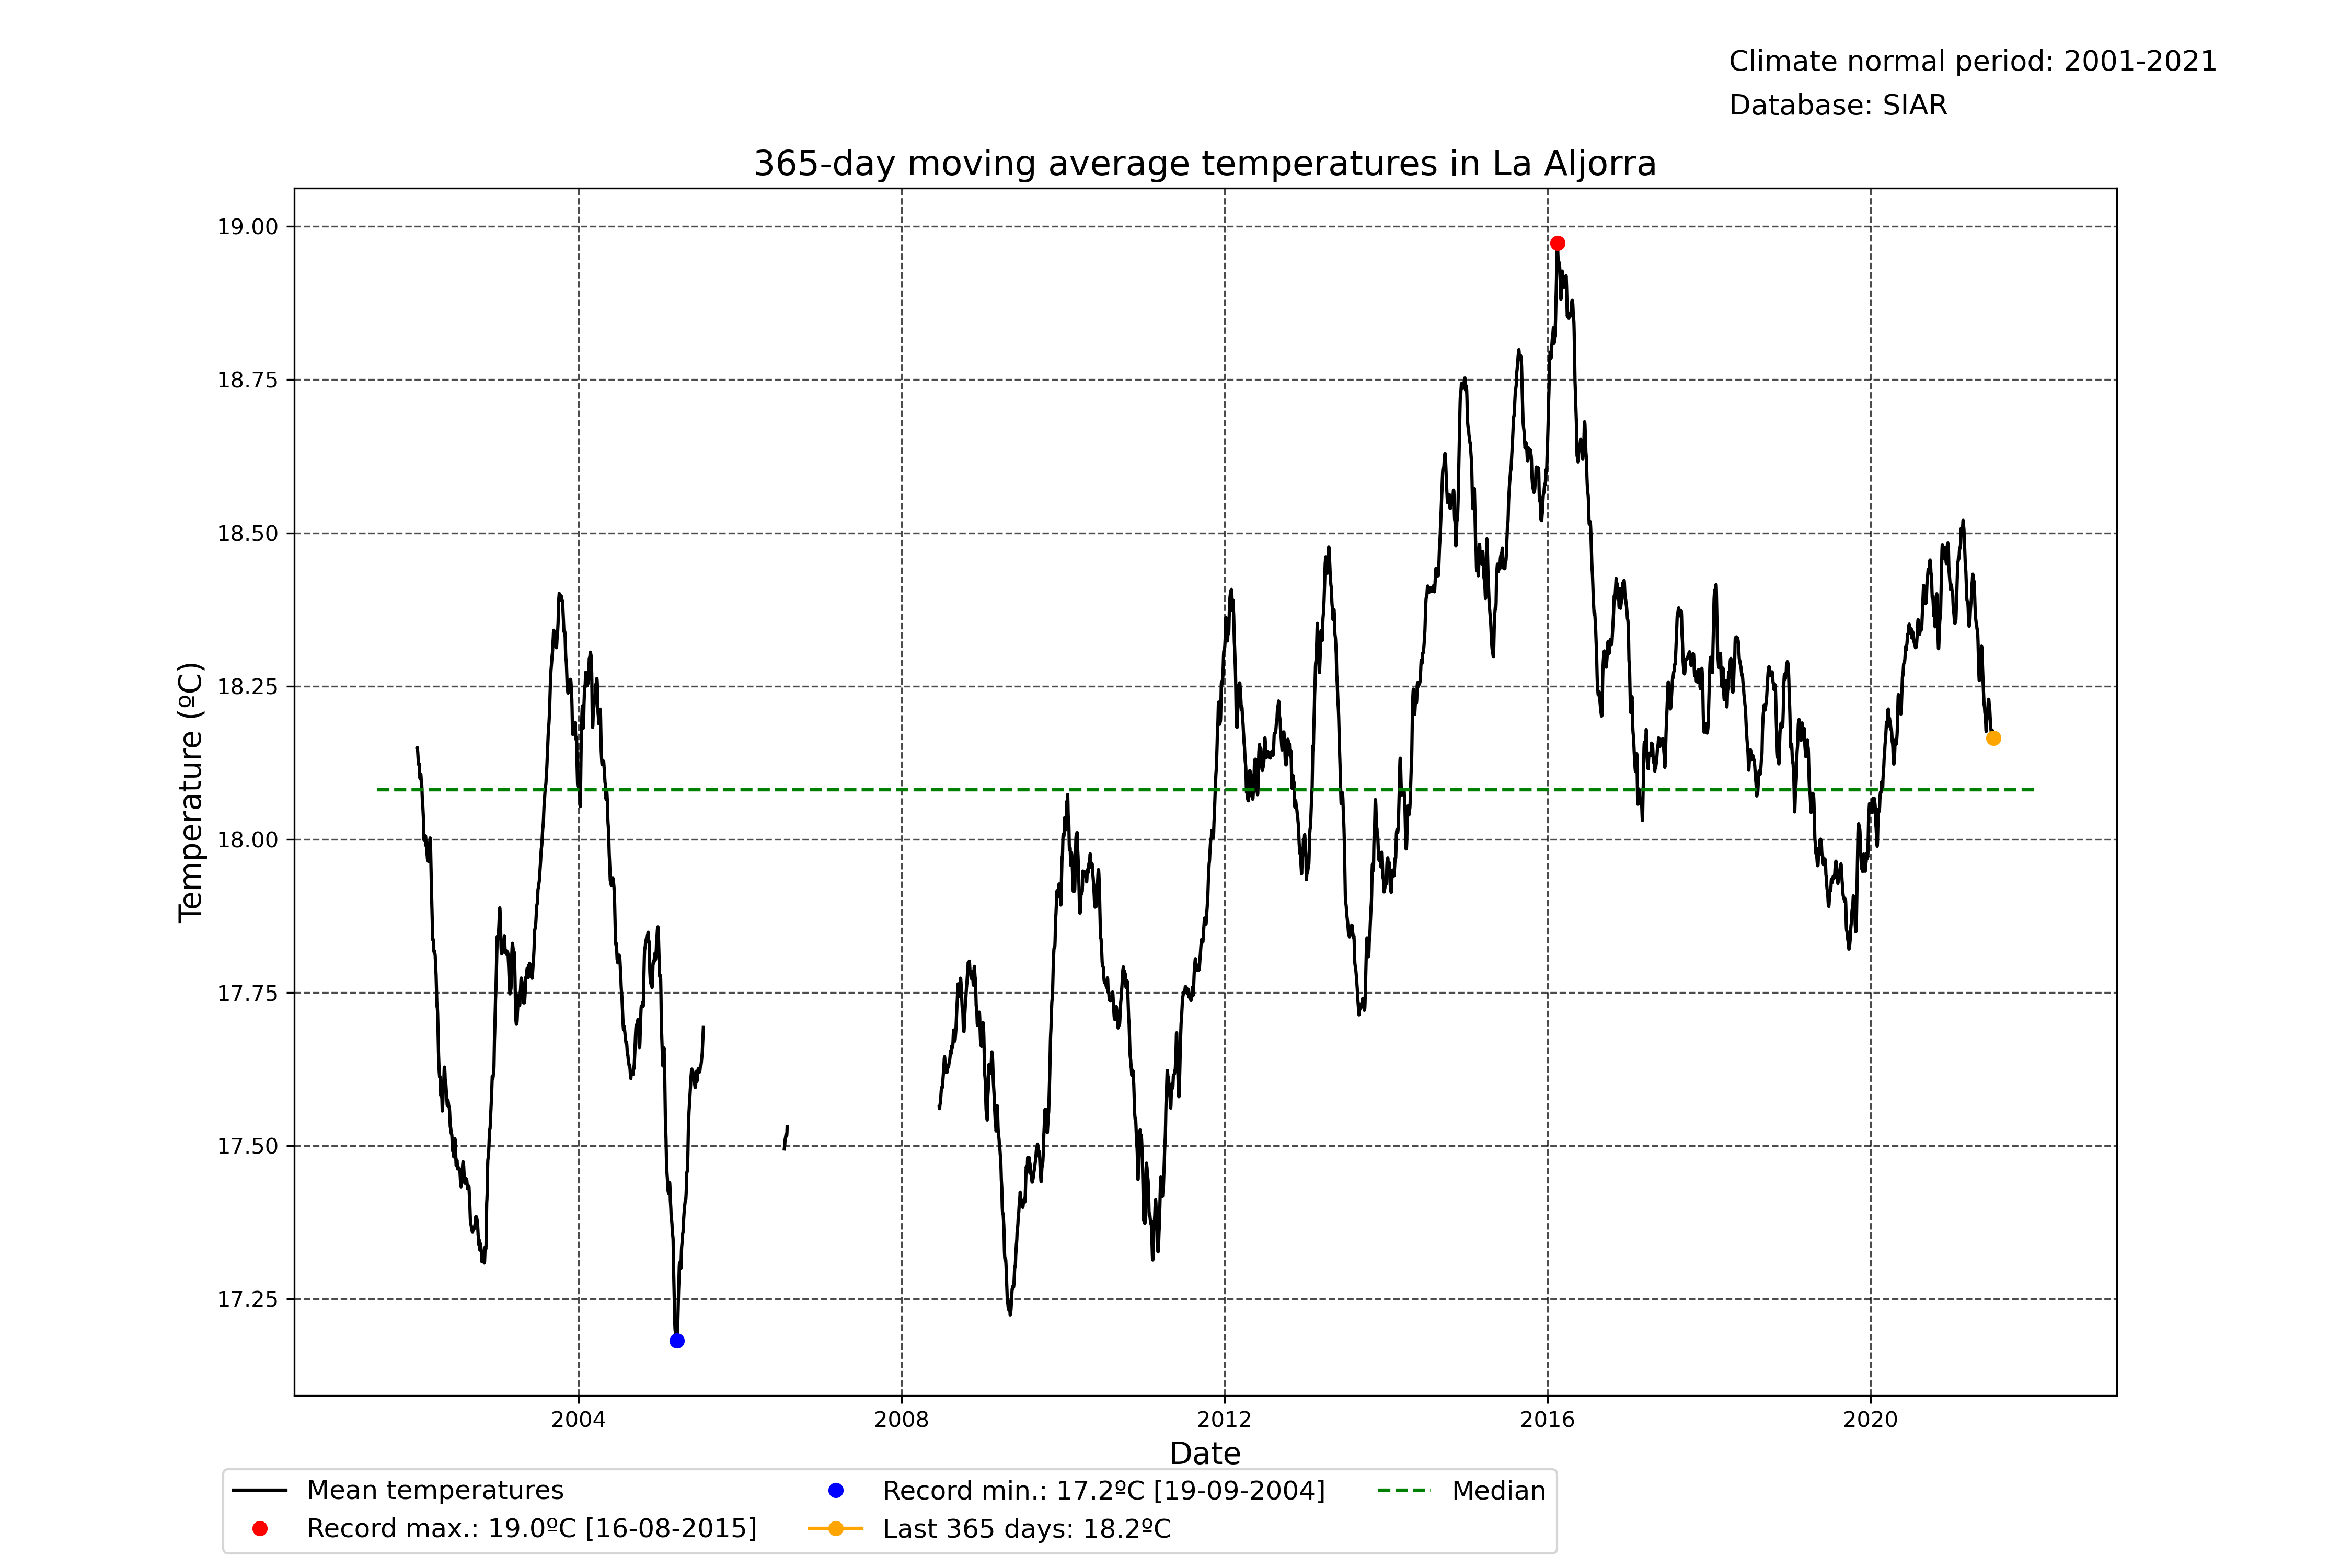 Climate normal period: 2001-2021
Database: SIAR
365-day moving average temperatures in La Aljorra
19.00
18.75
18.50
18.25
18.00
17.75
17.50
17.25
Temperature (ºC)
2004 2008 2012 2016 2020
Date
Mean temperatures
Record max.: 19.0ºC [16-08-2015]
Record min.: 17.2ºC [19-09-2004]
Last 365 days: 18.2ºC
Median